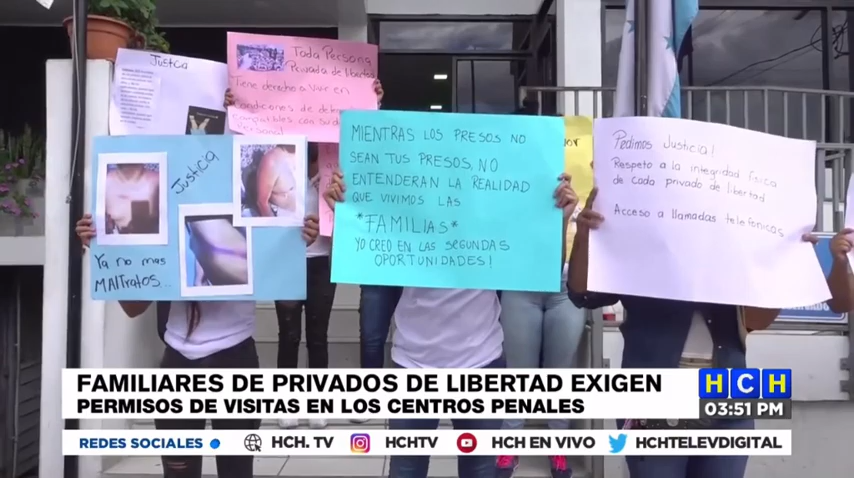 Justicia
Toda Persona
Privada de libertad
Tiene derecho a vivir en
condiciones de
compatibles con su
Personal
Justicia
Ya no mas
MAltratos...
MIENTRAS LOS PRESOS NO
SEAN TUS PRESOS, NO
ENTENDERAN LA REALIDAD
QUE VIVIMOS LAS
*FAMILIAS*
YO CREO EN LAS SEGUNDAS
OPORTUNIDADES!
Pedimos Justicia!
Respeto a la integridad fisica
de cada privado de libertad
Acceso a llamadas telefonicas
FAMILIARES DE PRIVADOS DE LIBERTAD EXIGEN
PERMISOS DE VISITAS EN LOS CENTROS PENALES
HCH
03:51 PM
REDES SOCIALES
HCH. TV
HCHTV
HCH EN VIVO
HCHTELEVDIGITAL